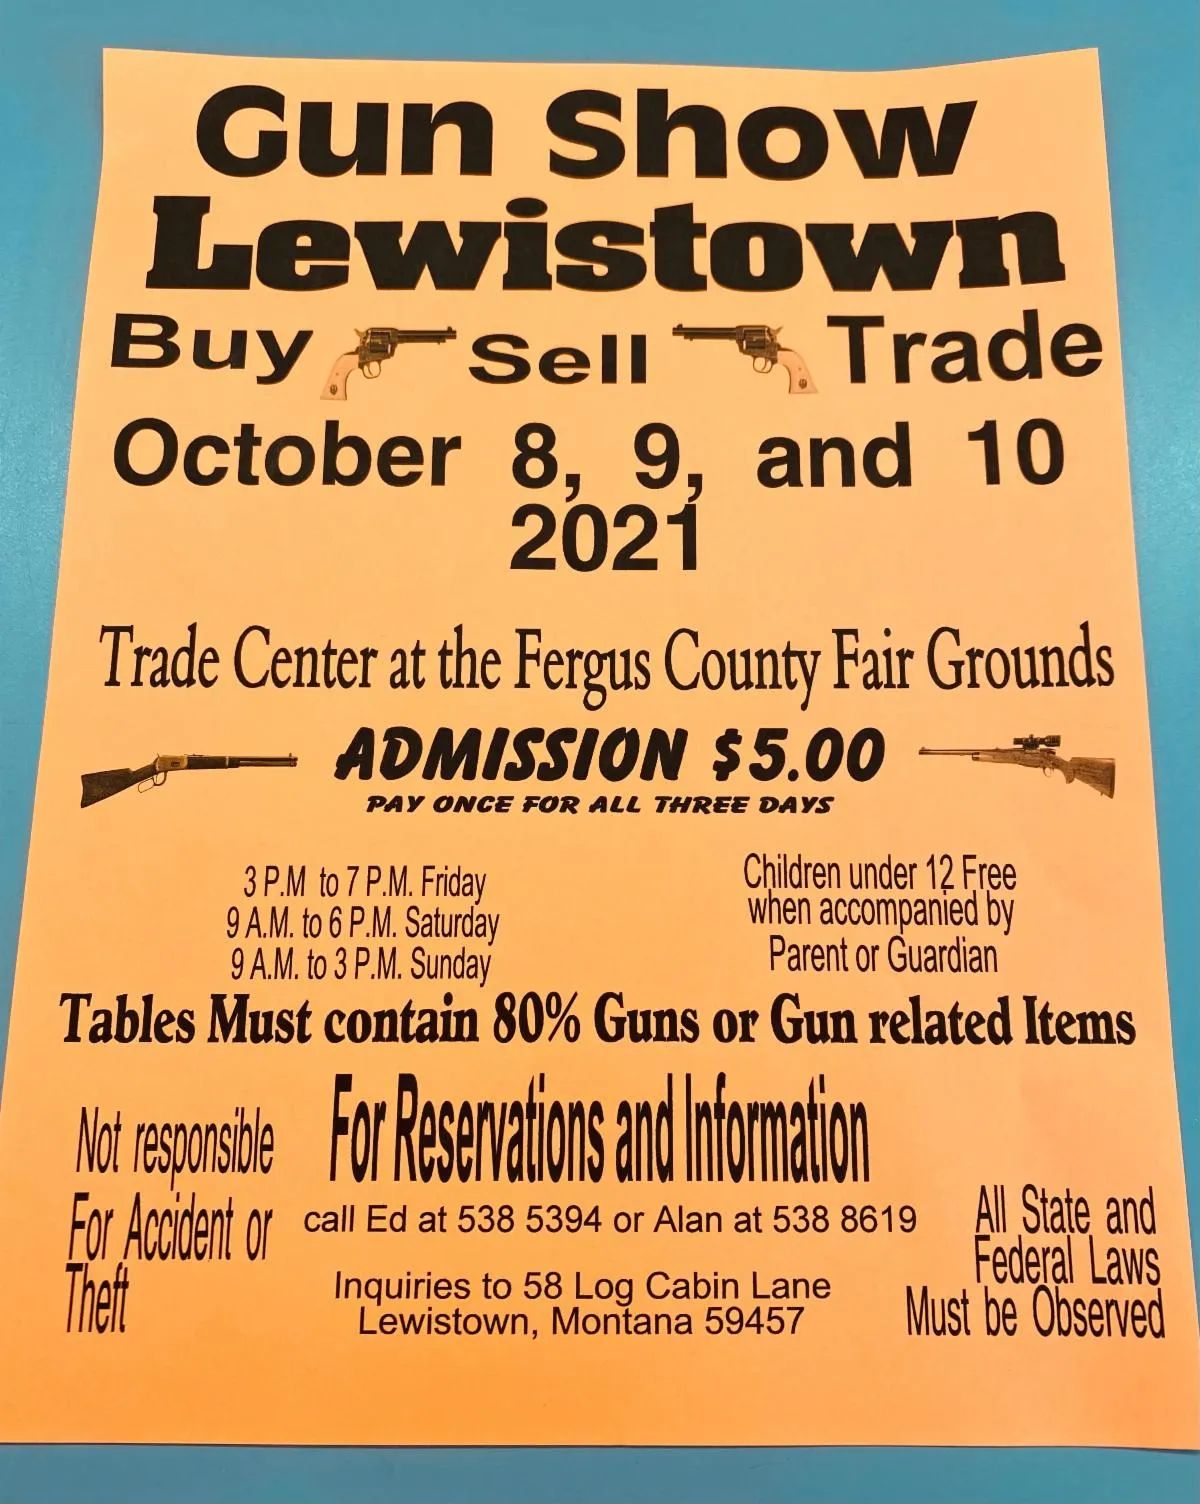 Gun Show
Lewistown
Buy Sell Trade
October 8, 9, and 10
2021
Trade Center at the Fergus County Fair Grounds
ADMISSION $5.00
PAY ONCE FOR ALL THREE DAYS
3 P.M to 7 P.M. Friday
9 A.M. to 6 P.M. Saturday
9 A.M. to 3 P.M. Sunday
Children under 12 Free
when accompanied by
Parent or Guardian
Tables Must contain 80% Guns or Gun related Items
Not responsible
For Accident or
Theft
For Reservations and Information
call Ed at 538 5394 or Alan at 538 8619
Inquiries to 58 Log Cabin Lane
Lewistown, Montana 59457
All State and
Federal Laws
Must be Observed